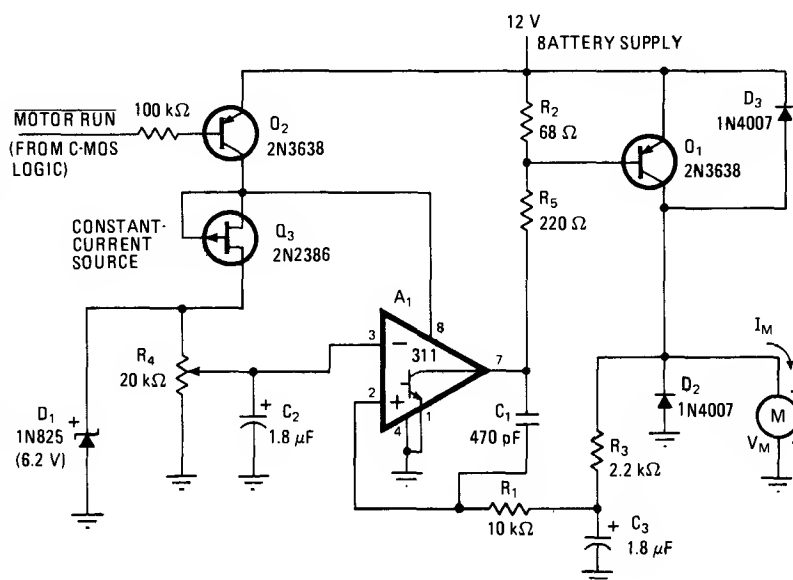 12 V
BATTERY SUPPLY
MOTOR RUN
(FROM C-MOS
LOGIC)
100 kΩ
Q2
2N3638
R2
68 Ω
D3
1N4007
Q1
2N3638
CONSTANT-
CURRENT
SOURCE
Q3
2N2386
R5
220 Ω
A1
8
3
−
311
7
2
+
4
1
R4
20 kΩ
D1
+
1N825
(6.2 V)
+
C2
1.8 μF
C1
470 pF
IM
D2
1N4007
M
VM
R3
2.2 kΩ
R1
10 kΩ
+
C3
1.8 μF